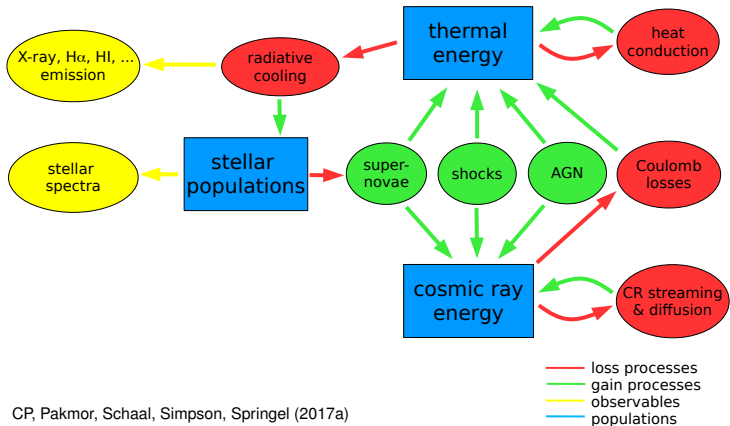 X-ray, Hα, HI, ...
emission
radiative
cooling
thermal
energy
heat
conduction
stellar
spectra
stellar
populations
super-
novae
shocks
AGN
Coulomb
losses
cosmic ray
energy
CR streaming
& diffusion
loss processes
gain processes
observables
populations
CP, Pakmor, Schaal, Simpson, Springel (2017a)